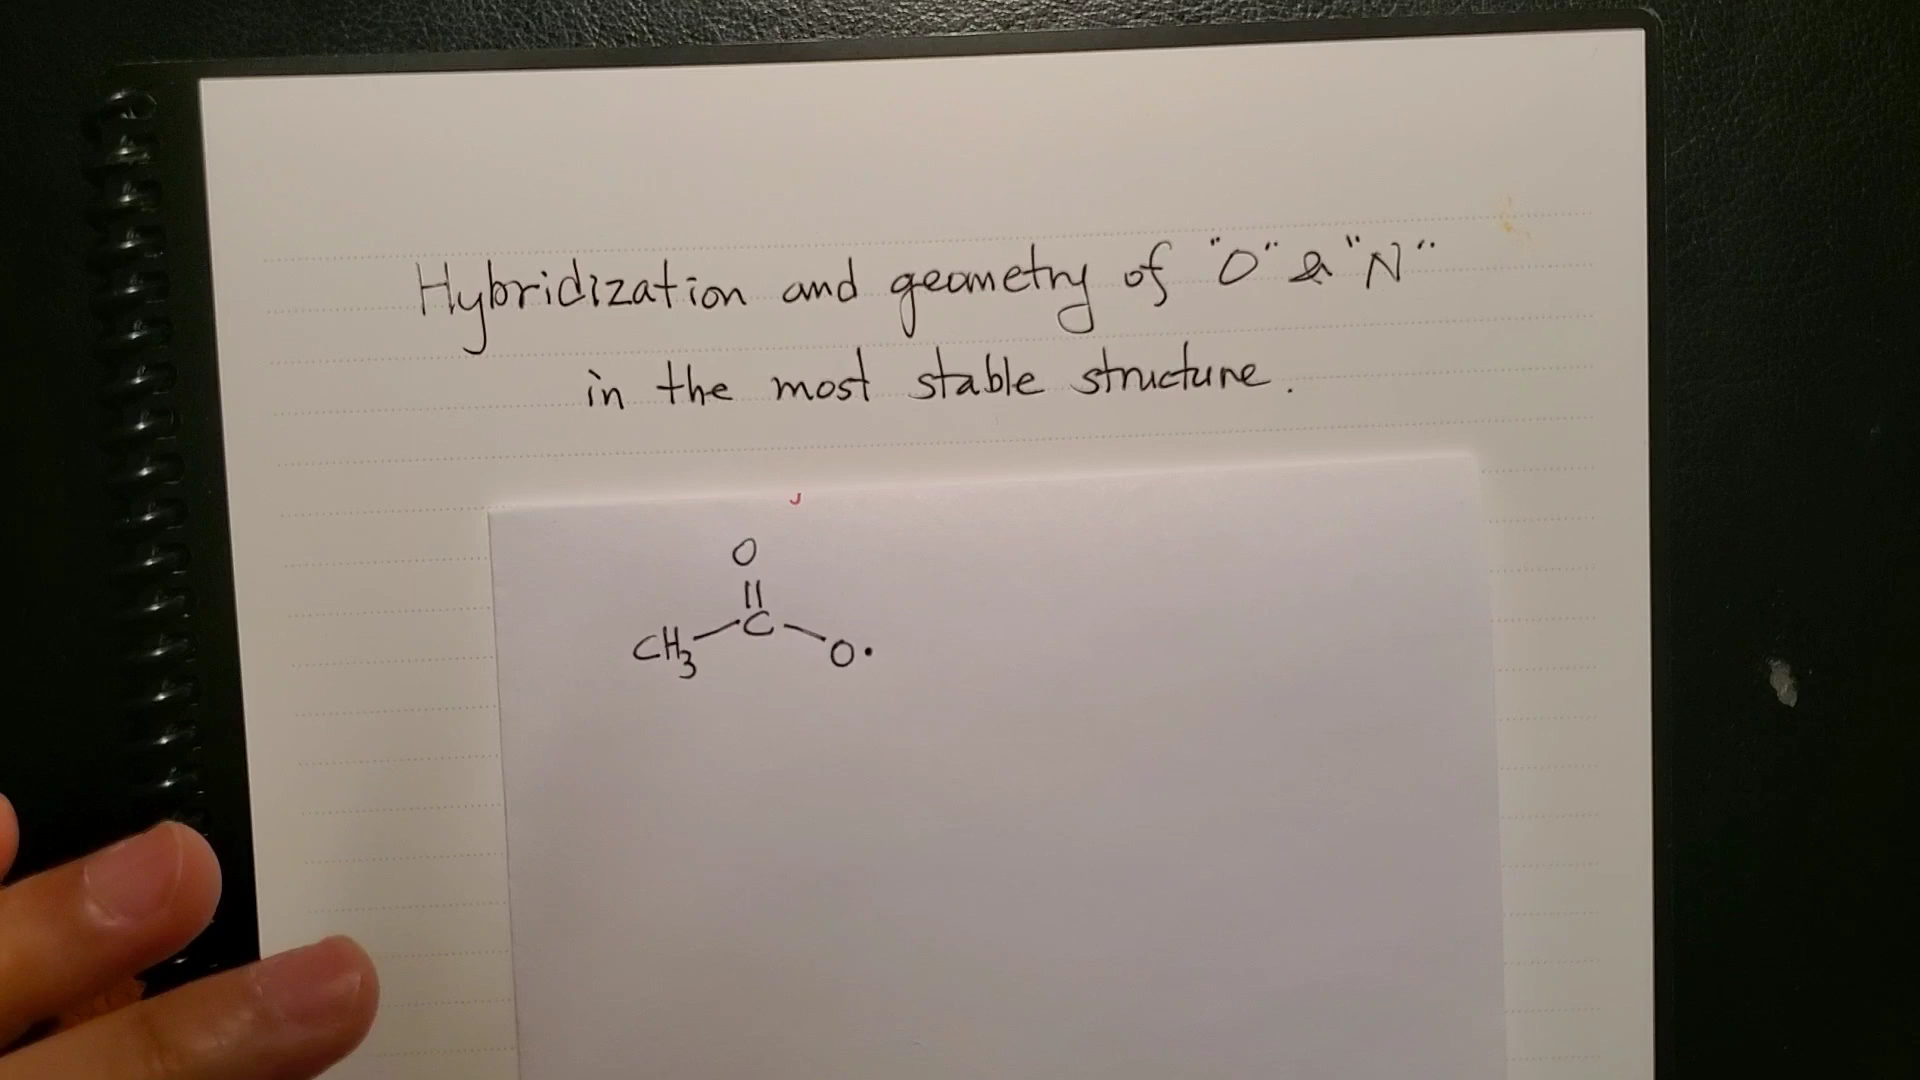 Hybridization and geometry of "O" & "N"
in the most stable structure.
O
||
CH3-C-O·